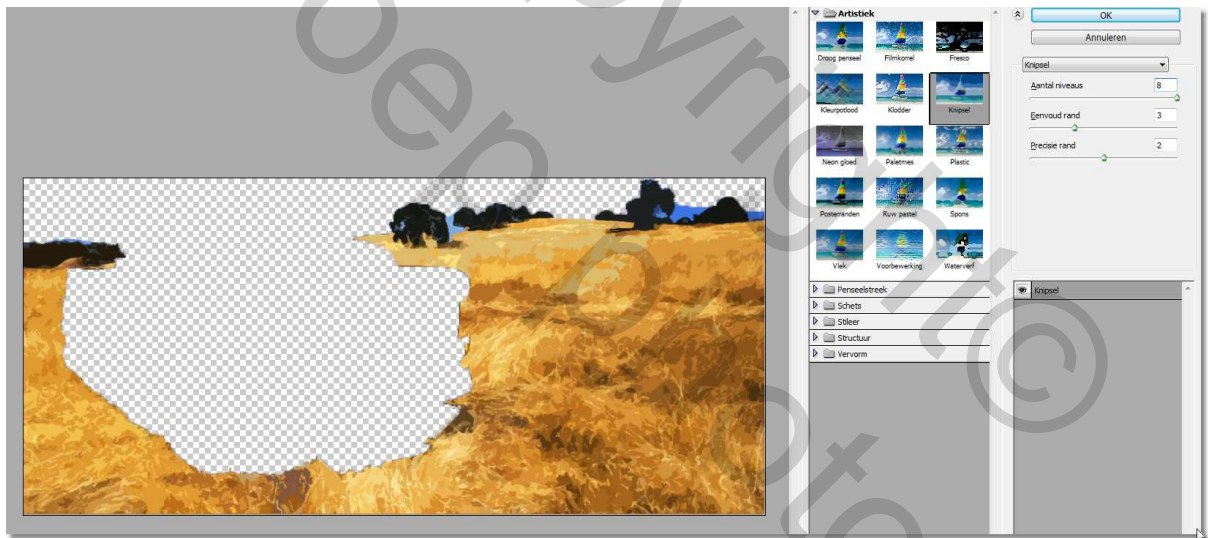 Artistiek
Droog penseel
Filmkorrel
Fresco
Kleurpotlood
Klodder
Knipsel
Neon gloed
Paletmes
Plastic
Posterranden
Ruw pastel
Spons
Vlek
Voorbewerking
Waterverf
Penseelstreek
Schets
Stileer
Structuur
Vervorm
OK
Annuleren
Knipsel
Aantal niveaus 8
Eenvoud rand 3
Precisie rand 2
Knipsel
copyright©